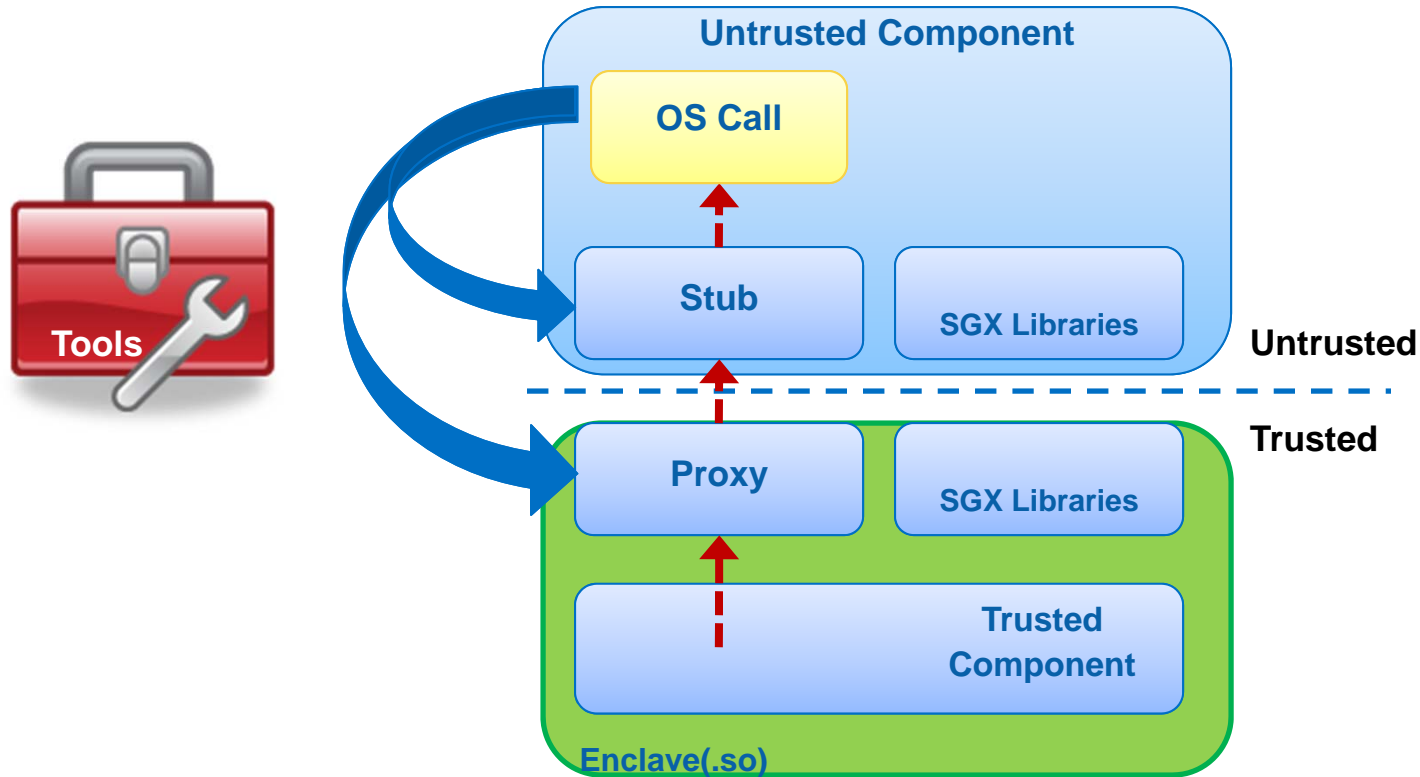 Untrusted Component
OS Call
Tools
Stub
SGX Libraries
Untrusted
Trusted
Proxy
SGX Libraries
Trusted
Component
Enclave(.so)